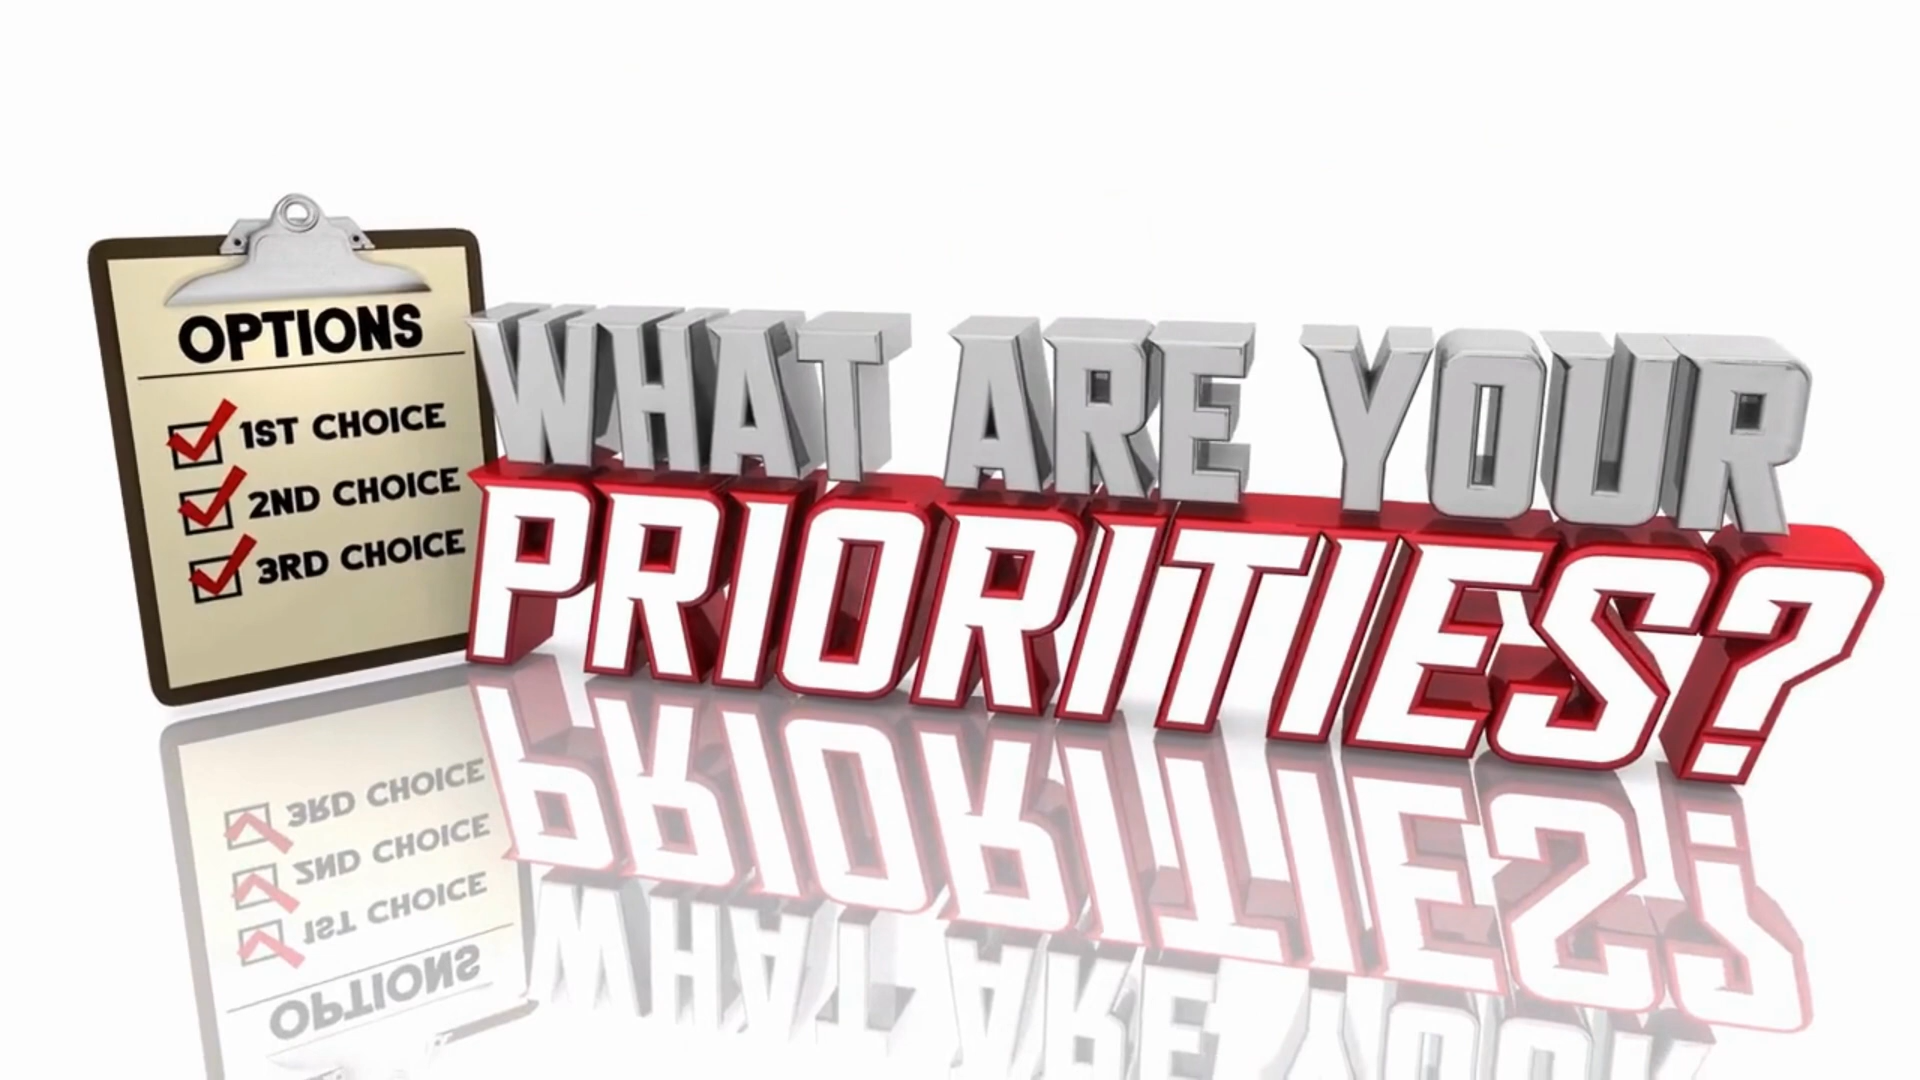 OPTIONS
1ST CHOICE
2ND CHOICE
3RD CHOICE
WHAT ARE YOUR
PRIORITIES?